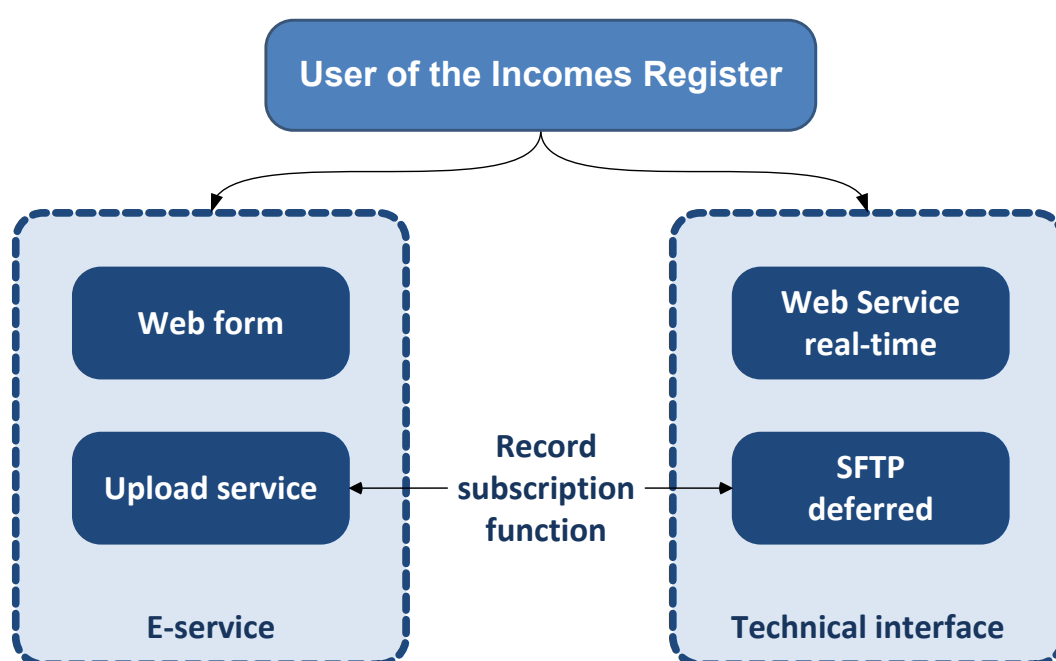 User of the Incomes Register
Web form
Upload service
E-service
Record
subscription
function
Web Service
real-time
SFTP
deferred
Technical interface